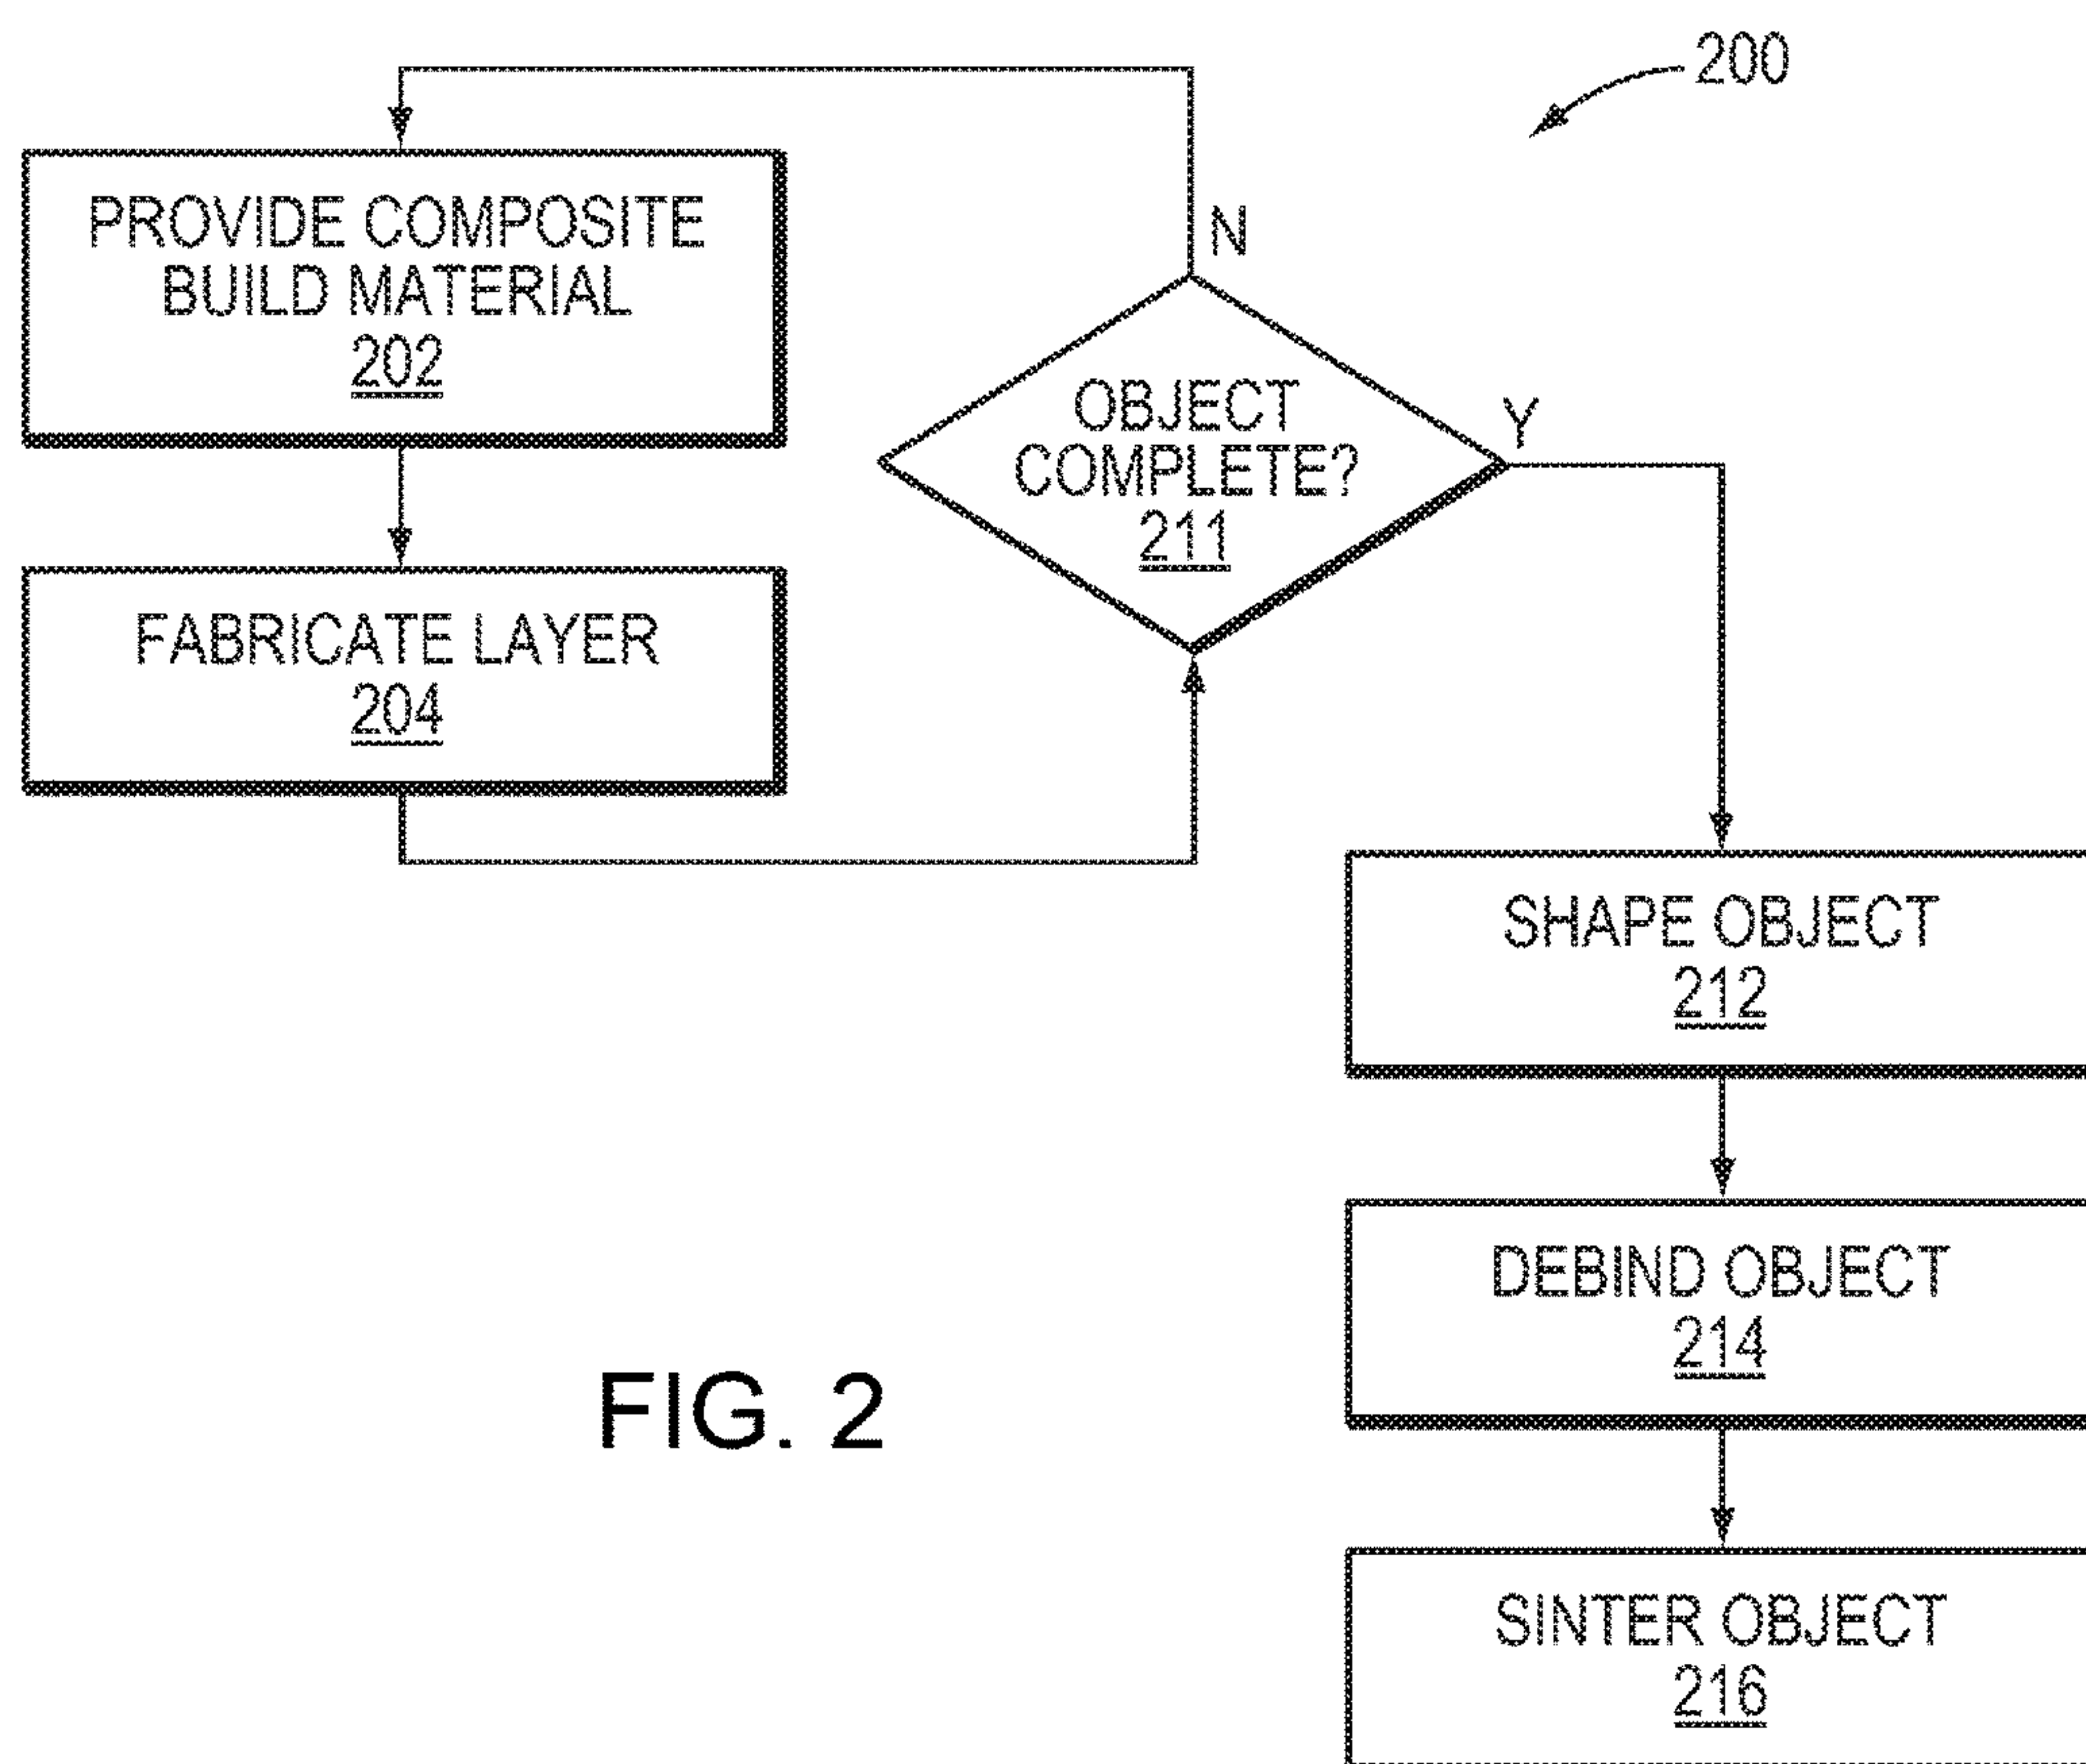 200
PROVIDE COMPOSITE
BUILD MATERIAL
202
FABRICATE LAYER
204
N
OBJECT
COMPLETE?
211
Y
SHAPE OBJECT
212
DEBIND OBJECT
214
SINTER OBJECT
216
FIG. 2